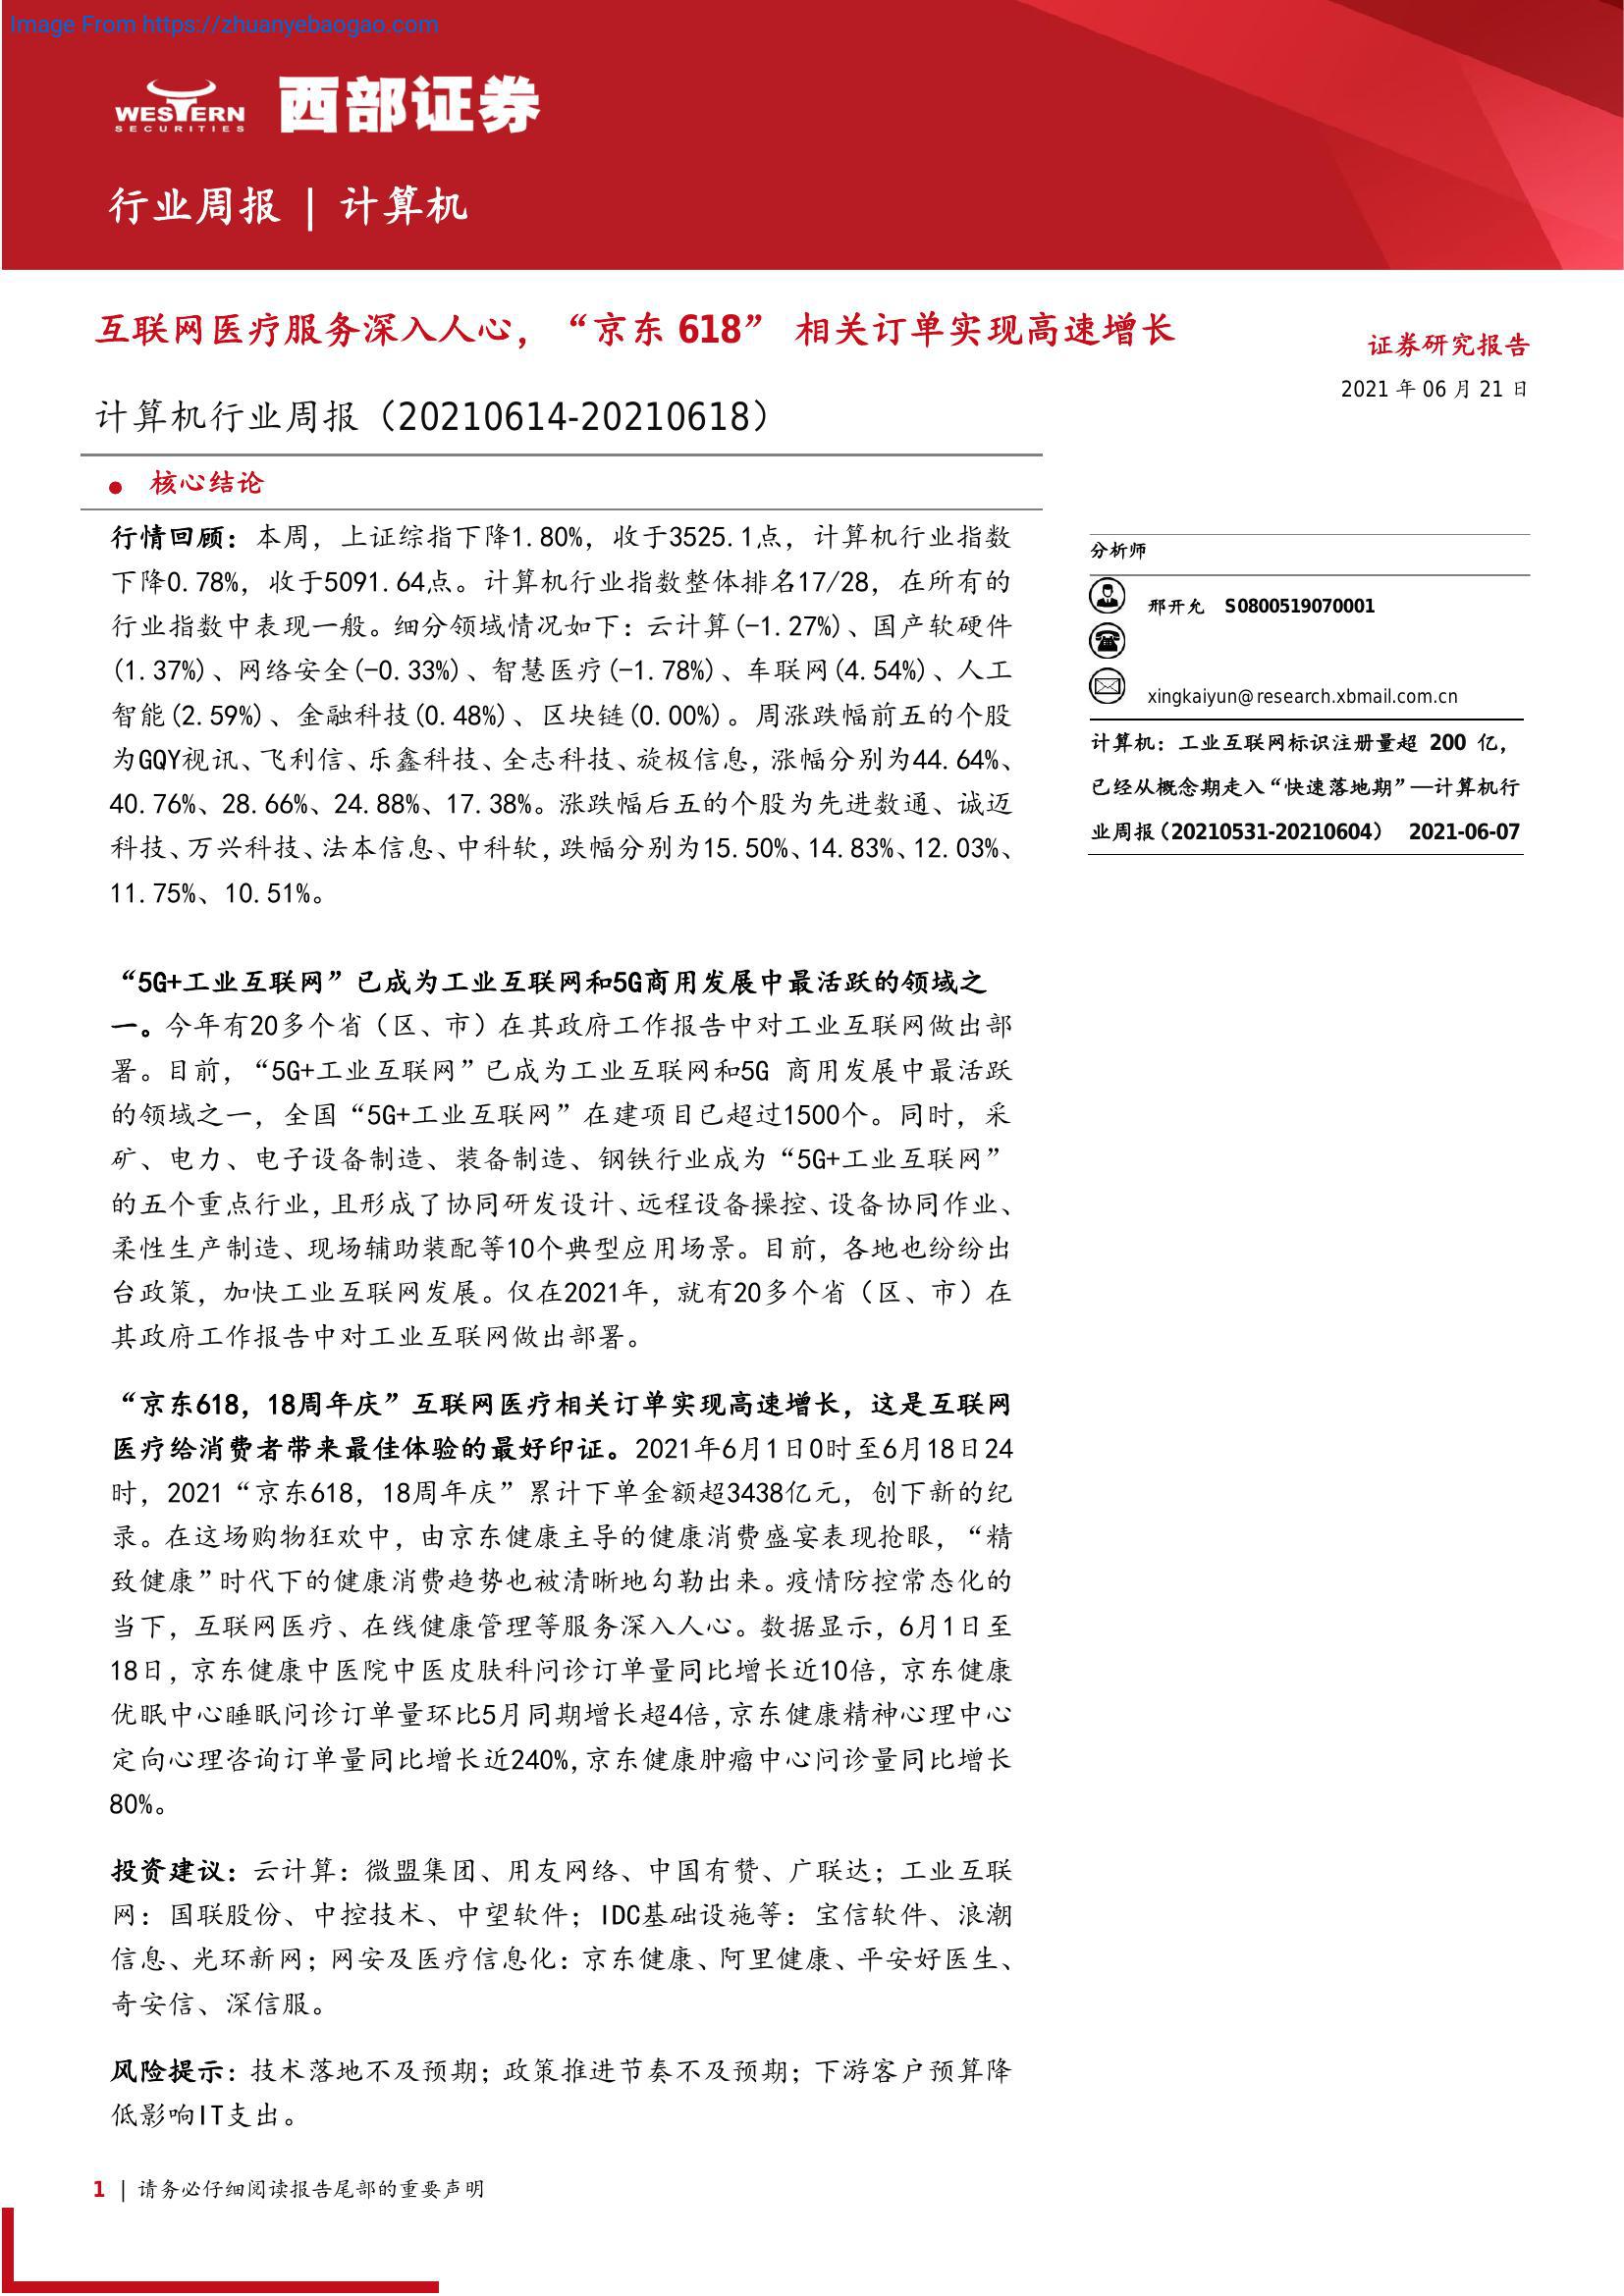 Image From https://zhuanyebaogao.com
WESTERN
SECURITIES
西部证券
行业周报 | 计算机
互联网医疗服务深入人心，“京东 618” 相关订单实现高速增长
计算机行业周报（20210614-20210618）
● 核心结论
行情回顾：本周，上证综指下降1.80%，收于3525.1点，计算机行业指数
下降0.78%，收于5091.64点。计算机行业指数整体排名17/28，在所有的
行业指数中表现一般。细分领域情况如下：云计算(-1.27%)、国产软硬件
(1.37%)、网络安全(-0.33%)、智慧医疗(-1.78%)、车联网(4.54%)、人工
智能(2.59%)、金融科技(0.48%)、区块链(0.00%)。周涨跌幅前五的个股
为GQY视讯、飞利信、乐鑫科技、全志科技、旋极信息，涨幅分别为44.64%、
40.76%、28.66%、24.88%、17.38%。涨跌幅后五的个股为先进数通、诚迈
科技、万兴科技、法本信息、中科软，跌幅分别为15.50%、14.83%、12.03%、
11.75%、10.51%。
“5G+工业互联网”已成为工业互联网和5G商用发展中最活跃的领域之
一。今年有20多个省（区、市）在其政府工作报告中对工业互联网做出部
署。目前，“5G+工业互联网”已成为工业互联网和5G 商用发展中最活跃
的领域之一，全国“5G+工业互联网”在建项目已超过1500个。同时，采
矿、电力、电子设备制造、装备制造、钢铁行业成为“5G+工业互联网”
的五个重点行业，且形成了协同研发设计、远程设备操控、设备协同作业、
柔性生产制造、现场辅助装配等10个典型应用场景。目前，各地也纷纷出
台政策，加快工业互联网发展。仅在2021年，就有20多个省（区、市）在
其政府工作报告中对工业互联网做出部署。
“京东618，18周年庆”互联网医疗相关订单实现高速增长，这是互联网
医疗给消费者带来最佳体验的最好印证。2021年6月1日0时至6月18日24
时，2021“京东618，18周年庆”累计下单金额超3438亿元，创下新的纪
录。在这场购物狂欢中，由京东健康主导的健康消费盛宴表现抢眼，“精
致健康”时代下的健康消费趋势也被清晰地勾勒出来。疫情防控常态化的
当下，互联网医疗、在线健康管理等服务深入人心。数据显示，6月1日至
18日，京东健康中医院中医皮肤科问诊订单量同比增长近10倍，京东健康
优眠中心睡眠问诊订单量环比5月同期增长超4倍，京东健康精神心理中心
定向心理咨询订单量同比增长近240%，京东健康肿瘤中心问诊量同比增长
80%。
投资建议：云计算：微盟集团、用友网络、中国有赞、广联达；工业互联
网：国联股份、中控技术、中望软件；IDC基础设施等：宝信软件、浪潮
信息、光环新网；网安及医疗信息化：京东健康、阿里健康、平安好医生、
奇安信、深信服。
风险提示：技术落地不及预期；政策推进节奏不及预期；下游客户预算降
低影响IT支出。
证券研究报告
2021 年 06 月 21 日
分析师
邢开允 S0800519070001
xingkaiyun@research.xbmail.com.cn
计算机：工业互联网标识注册量超 200 亿，
已经从概念期走入“快速落地期”—计算机行
业周报（20210531-20210604） 2021-06-07
1 | 请务必仔细阅读报告尾部的重要声明